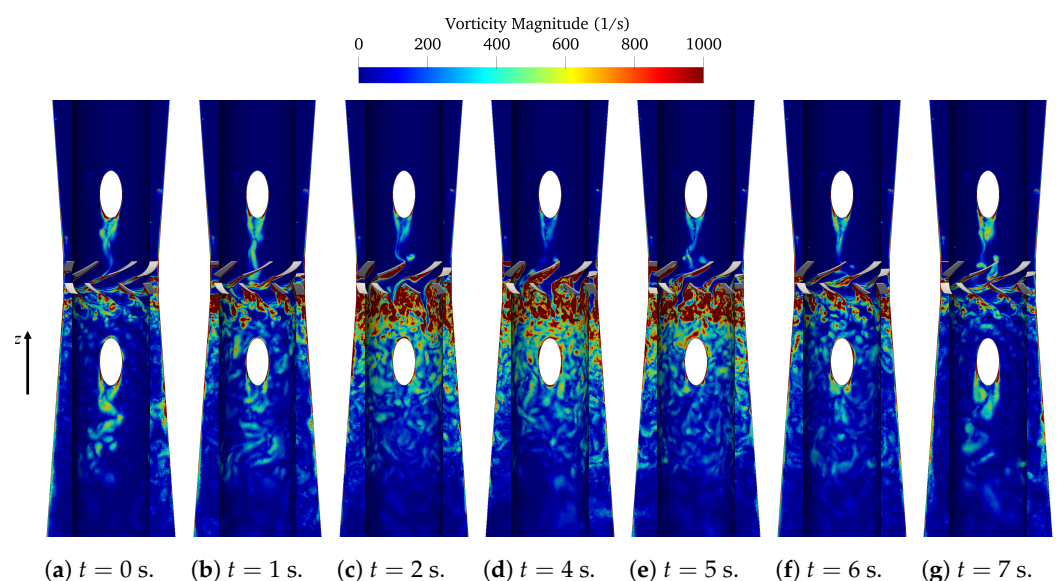 Vorticity Magnitude (1/s)
0 200 400 600 800 1000
z
(a) t = 0 s. (b) t = 1 s. (c) t = 2 s. (d) t = 4 s. (e) t = 5 s. (f) t = 6 s. (g) t = 7 s.